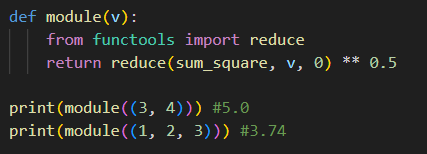 def module(v):
    from functools import reduce
    return reduce(sum_square, v, 0) ** 0.5

print(module((3, 4))) #5.0
print(module((1, 2, 3))) #3.74